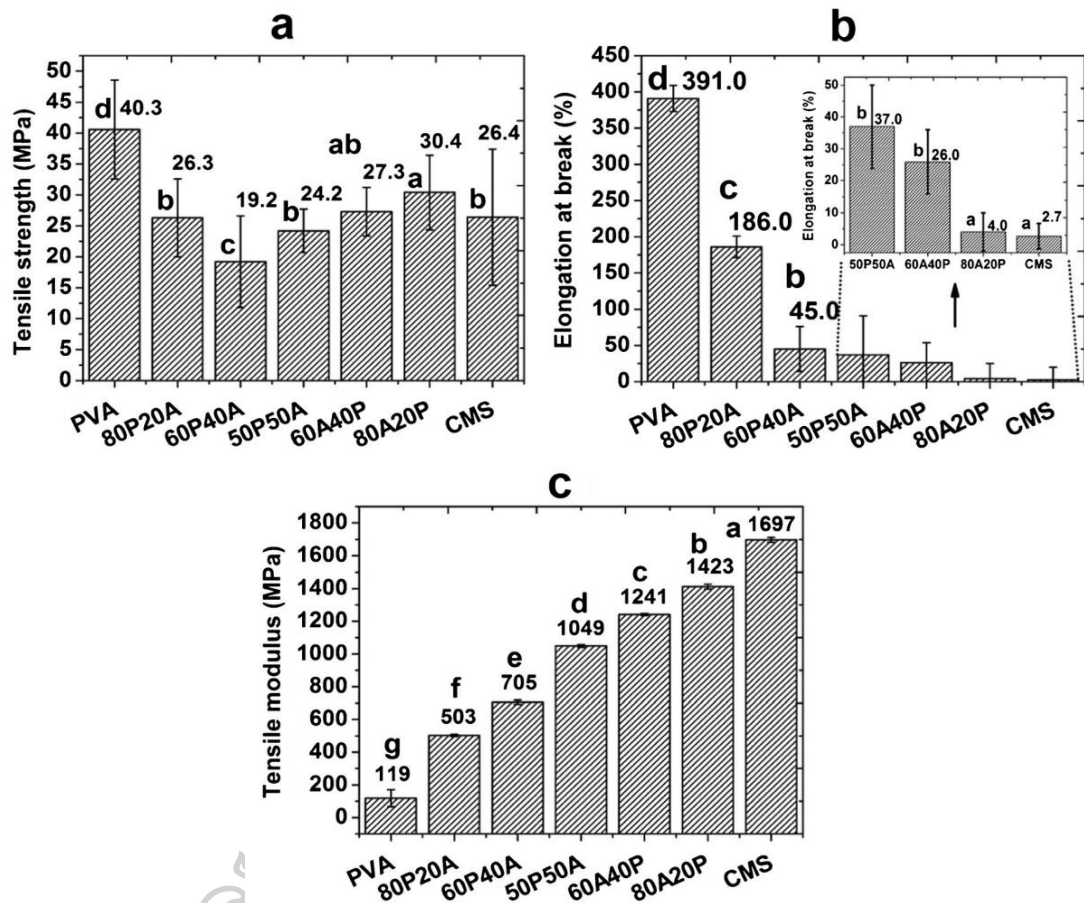 a
Tensile strength (MPa)
50
45
40
35
30
25
20
15
10
5
0
d 40.3
b 26.3
c 19.2
b 24.2
ab 27.3
a 30.4
b 26.4
PVA
80P20A
60P40A
50P50A
60A40P
80A20P
CMS
b
Elongation at break (%)
450
400
350
300
250
200
150
100
50
0
d 391.0
c 186.0
b 45.0
PVA
80P20A
60P40A
50P50A
60A40P
80A20P
CMS
Elongation at break (%)
50
40
30
20
10
0
b 37.0
b 26.0
a 4.0
a 2.7
50P50A
60A40P
80A20P
CMS
c
Tensile modulus (MPa)
1800
1600
1400
1200
1000
800
600
400
200
0
g 119
f 503
e 705
d 1049
c 1241
b 1423
a 1697
PVA
80P20A
60P40A
50P50A
60A40P
80A20P
CMS